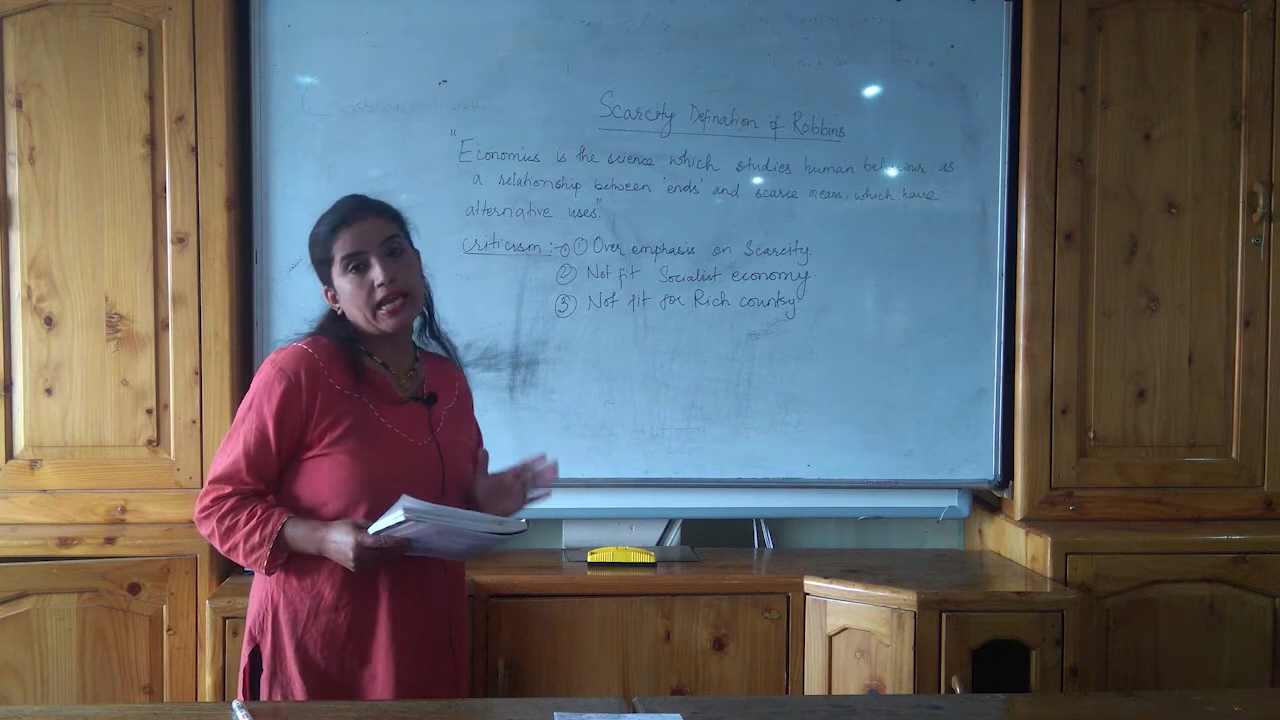 Scarcity Defination of Robbins
"Economics is the science which studies human behaviour as
a relationship between 'ends' and scarce means, which have
alternative uses".
Criticism :- ① Over emphasis on Scarcity
② Not fit Socialist economy
③ Not fit for Rich country